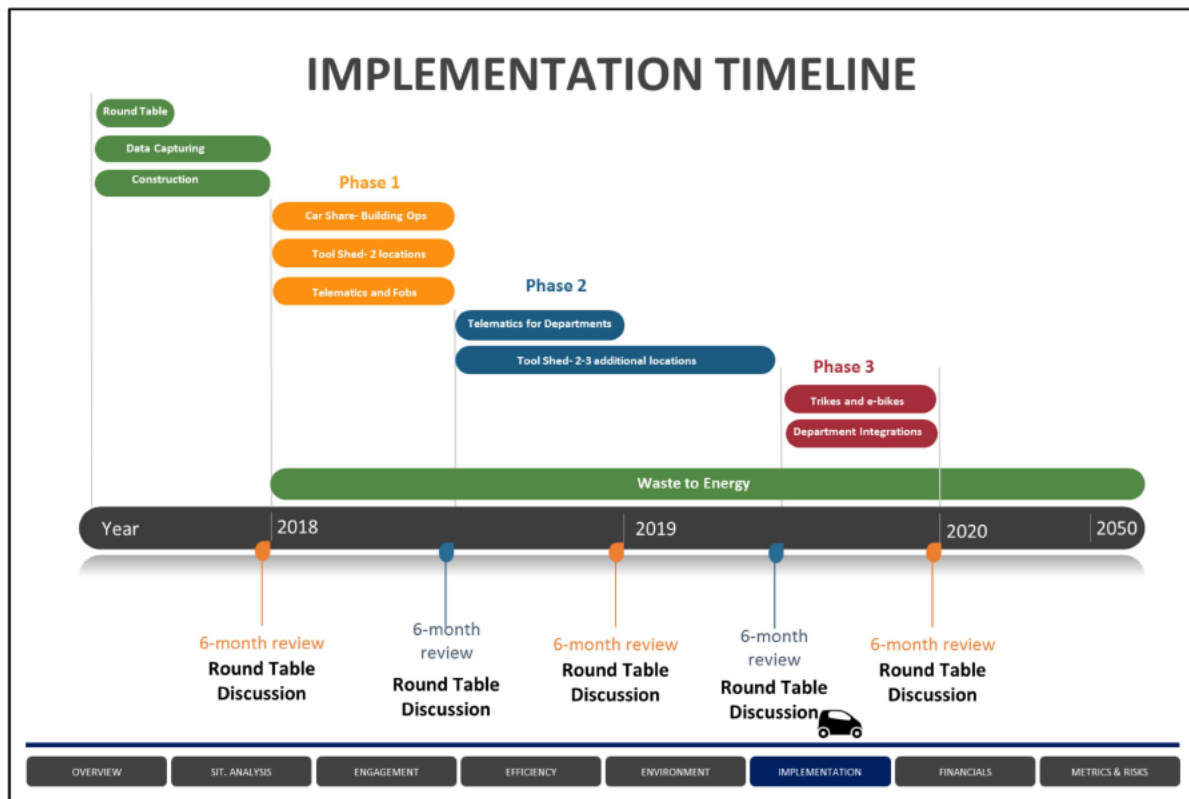 IMPLEMENTATION TIMELINE
Round Table
Data Capturing
Construction
Phase 1
Car Share- Building Ops
Tool Shed- 2 locations
Telematics and Fobs
Phase 2
Telematics for Departments
Tool Shed- 2-3 additional locations
Phase 3
Trikes and e-bikes
Department Integrations
Waste to Energy
Year
2018
2019
2020
2050
6-month review
Round Table
Discussion
6-month
review
Round Table
Discussion
6-month review
Round Table
Discussion
6-month
review
Round Table
Discussion
6-month review
Round Table
Discussion
OVERVIEW
SIT. ANALYSIS
ENGAGEMENT
EFFICIENCY
ENVIRONMENT
IMPLEMENTATION
FINANCIALS
METRICS & RISKS